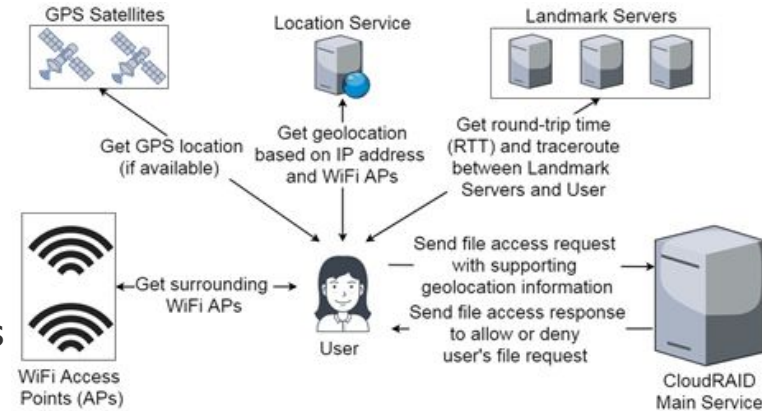 GPS Satellites
Location Service
Landmark Servers
Get GPS location
(if available)
Get geolocation
based on IP address
and WiFi APs
Get round-trip time
(RTT) and traceroute
between Landmark
Servers and User
Get surrounding
WiFi APs
Send file access request
with supporting
geolocation information
Send file access response
to allow or deny
user's file request
User
WiFi Access
Points (APs)
CloudRAID
Main Service